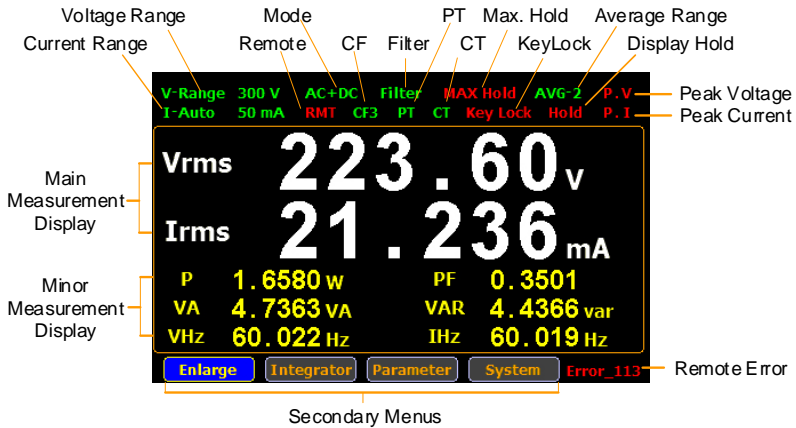 Voltage Range Mode PT Max. Hold Average Range
Current Range Remote CF Filter CT KeyLock Display Hold
V-Range 300 V AC+DC Filter MAX Hold AVG-2 P.V Peak Voltage
I-Auto 50 mA RMT CF3 PT CT Key Lock Hold P.I Peak Current
Vrms 223.60 V
Main
Measurement
Display
Irms 21.236 mA
Minor
Measurement
Display
P 1.6580 W PF 0.3501
VA 4.7363 VA VAR 4.4366 var
VHz 60.022 Hz IHz 60.019 Hz
Enlarge Integrator Parameter System Error_113 Remote Error
Secondary Menus